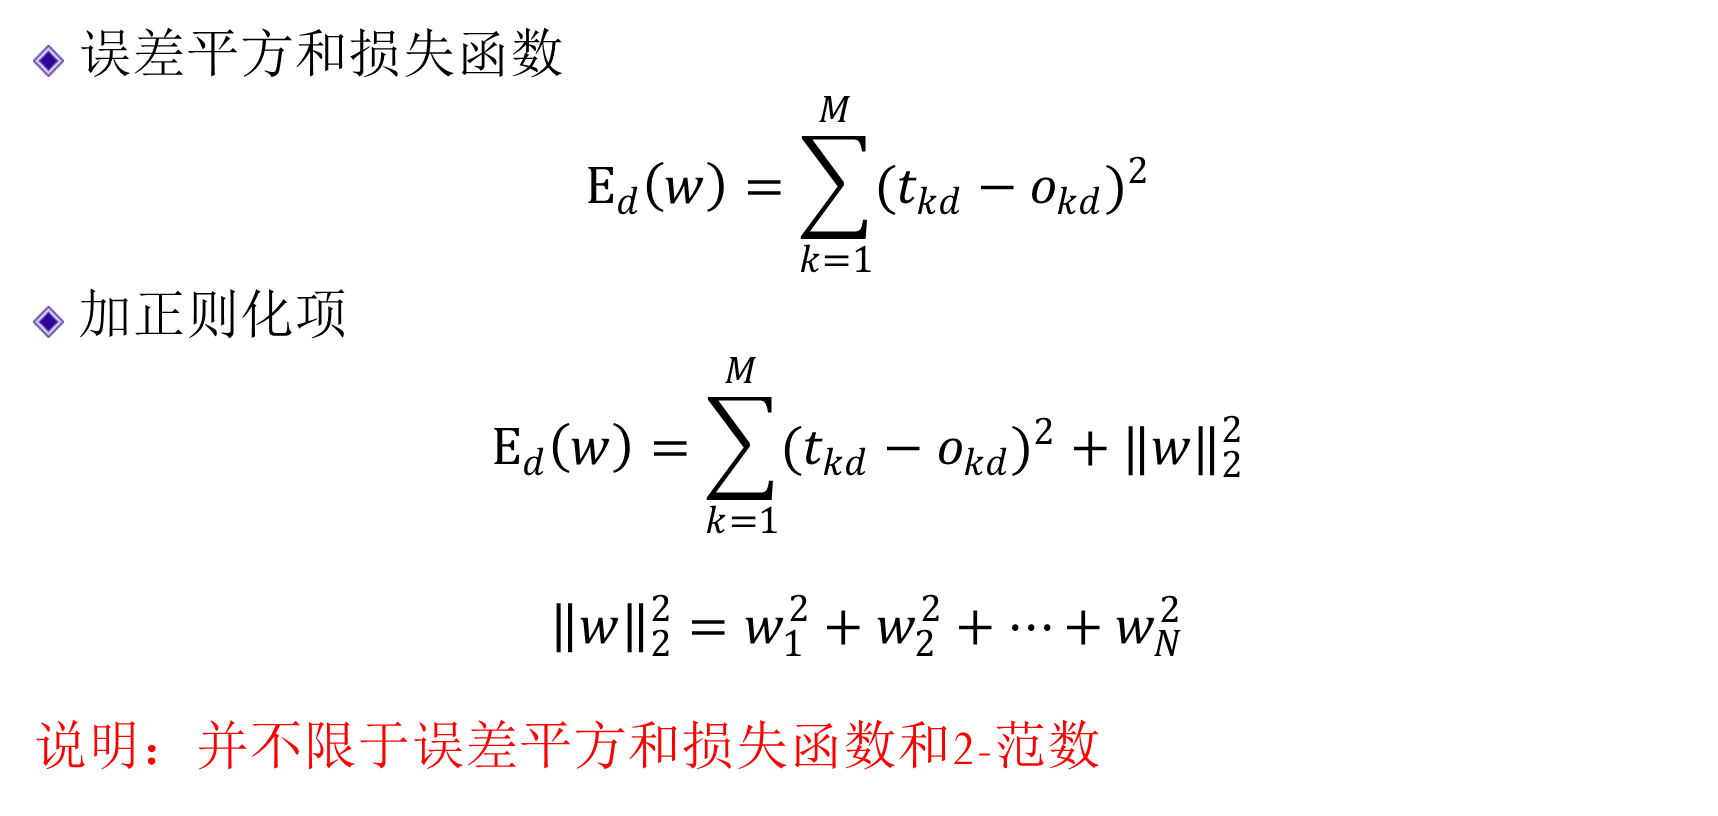 误差平方和损失函数
E_d(w) = \sum_{k=1}^{M} (t_{kd} − o_{kd})^2
加正则化项
E_d(w) = \sum_{k=1}^{M} (t_{kd} − o_{kd})^2 + ‖w‖_2^2
‖w‖_2^2 = w_1^2 + w_2^2 + ⋯ + w_N^2
说明：并不限于误差平方和损失函数和2-范数